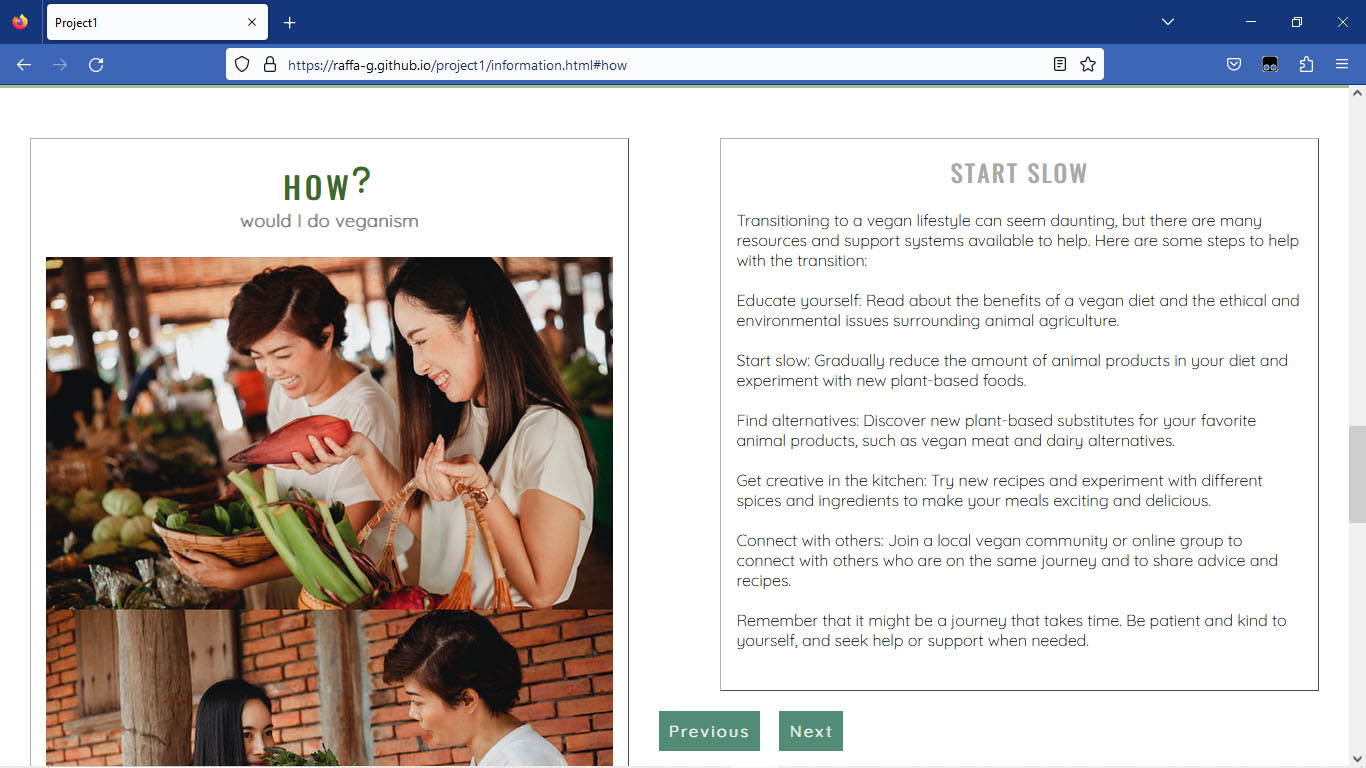 Project1
https://raffa-g.github.io/project1/information.html#how
HOW?
would I do veganism
START SLOW
Transitioning to a vegan lifestyle can seem daunting, but there are many
resources and support systems available to help. Here are some steps to help
with the transition:
Educate yourself: Read about the benefits of a vegan diet and the ethical and
environmental issues surrounding animal agriculture.
Start slow: Gradually reduce the amount of animal products in your diet and
experiment with new plant-based foods.
Find alternatives: Discover new plant-based substitutes for your favorite
animal products, such as vegan meat and dairy alternatives.
Get creative in the kitchen: Try new recipes and experiment with different
spices and ingredients to make your meals exciting and delicious.
Connect with others: Join a local vegan community or online group to
connect with others who are on the same journey and to share advice and
recipes.
Remember that it might be a journey that takes time. Be patient and kind to
yourself, and seek help or support when needed.
Previous
Next